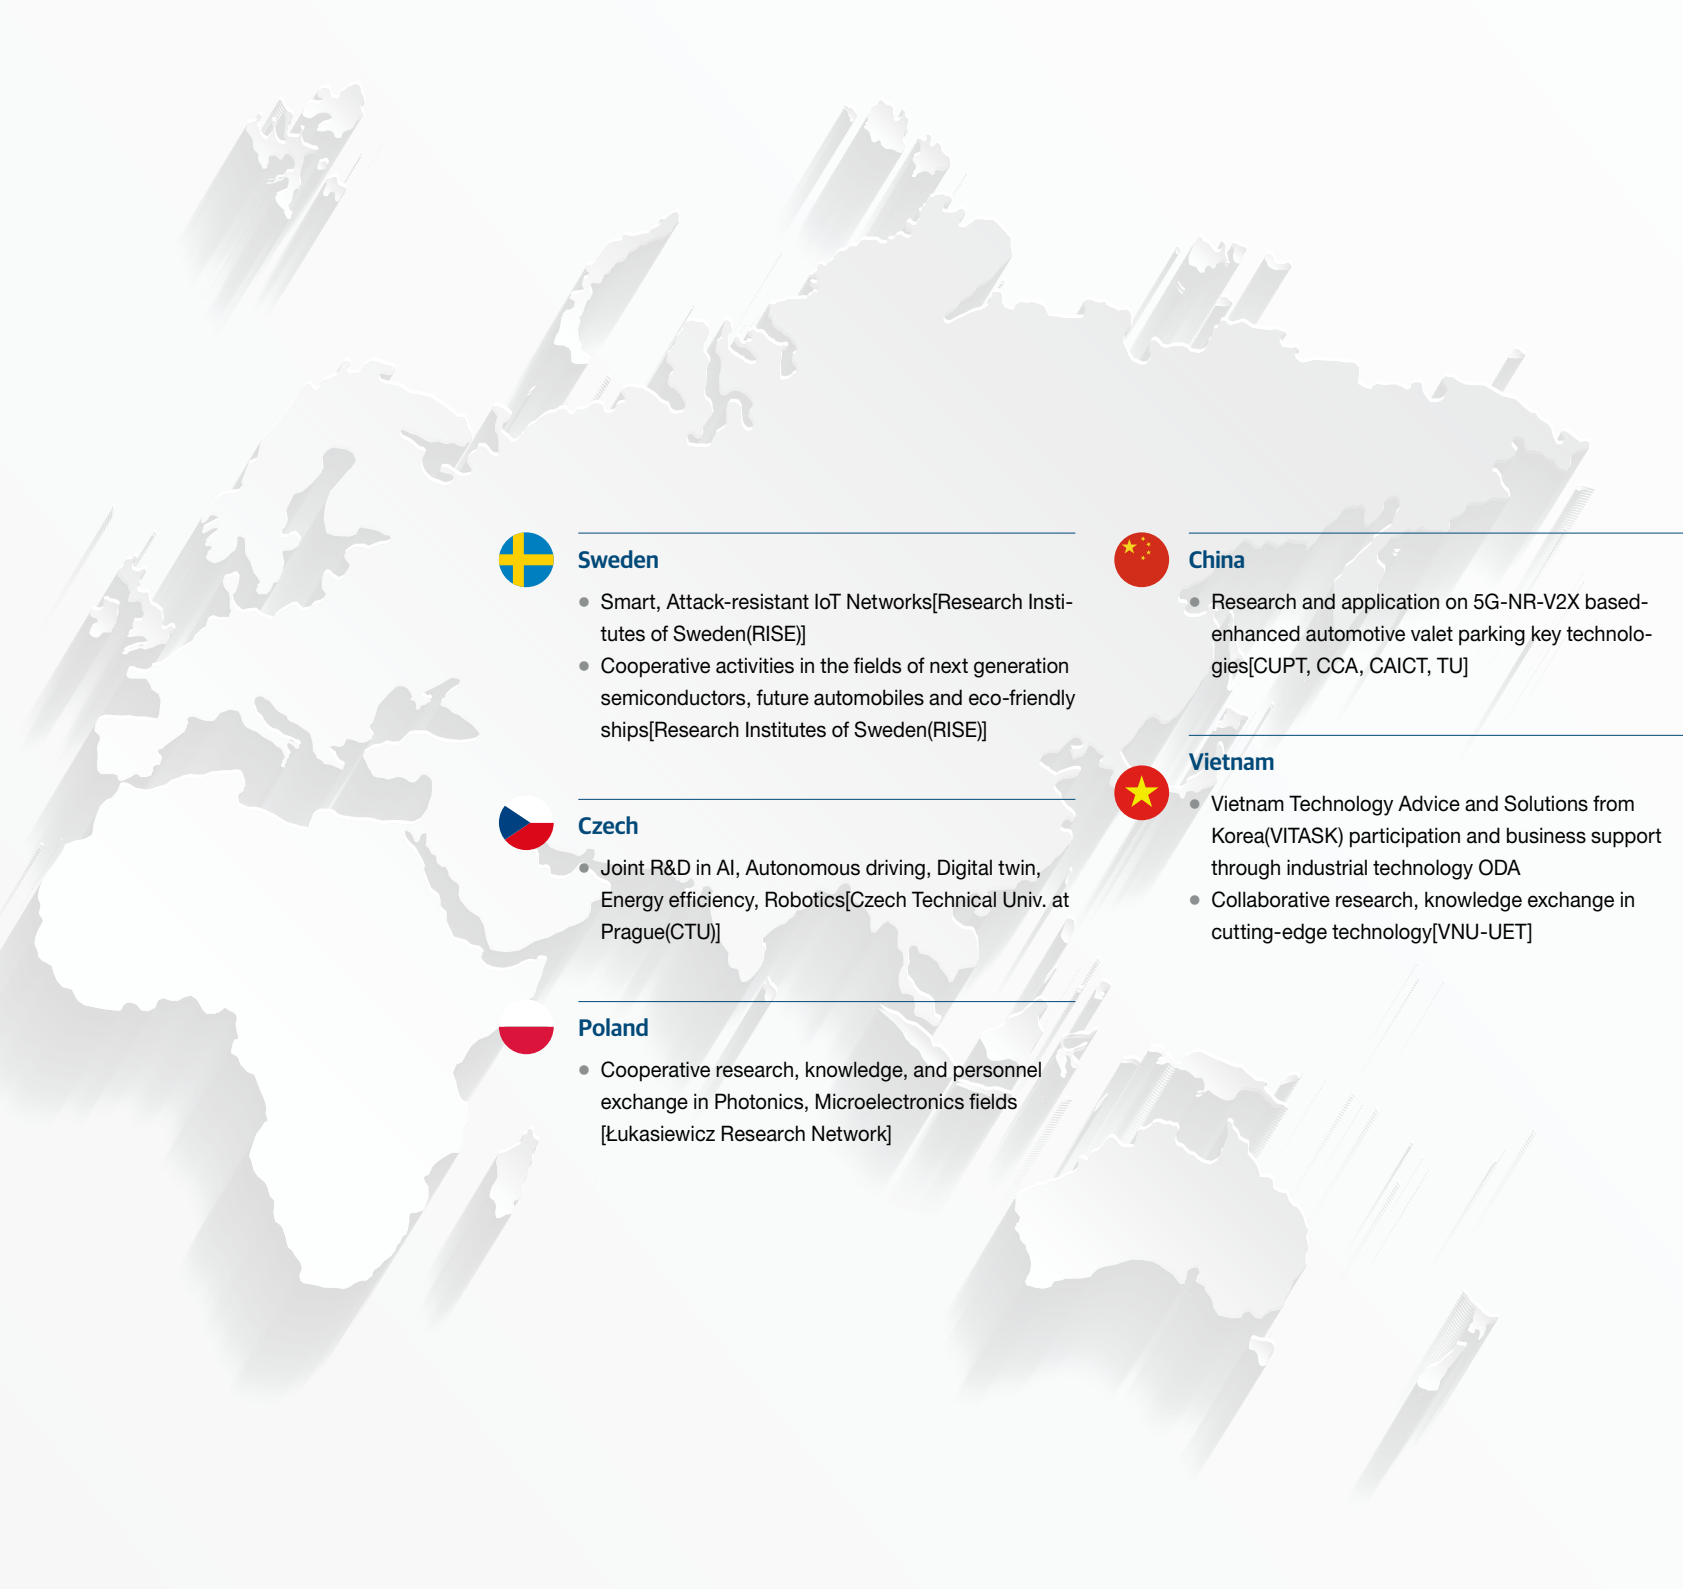 Sweden
● Smart, Attack-resistant IoT Networks[Research Insti-
tutes of Sweden(RISE)]
● Cooperative activities in the fields of next generation
semiconductors, future automobiles and eco-friendly
ships[Research Institutes of Sweden(RISE)]
Czech
● Joint R&D in AI, Autonomous driving, Digital twin,
Energy efficiency, Robotics[Czech Technical Univ. at
Prague(CTU)]
Poland
● Cooperative research, knowledge, and personnel
exchange in Photonics, Microelectronics fields
[Łukasiewicz Research Network]
China
● Research and application on 5G-NR-V2X based-
enhanced automotive valet parking key technolo-
gies[CUPT, CCA, CAICT, TU]
Vietnam
● Vietnam Technology Advice and Solutions from
Korea(VITASK) participation and business support
through industrial technology ODA
● Collaborative research, knowledge exchange in
cutting-edge technology[VNU-UET]